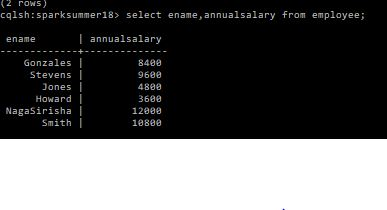 (2 rows)
cqlsh:sparksummer18> select ename,annualsalary from employee;
ename | annualsalary
------------+--------------
Gonzales | 8400
Stevens | 9600
Jones | 4800
Howard | 3600
NagaSirisha | 12000
Smith | 10800